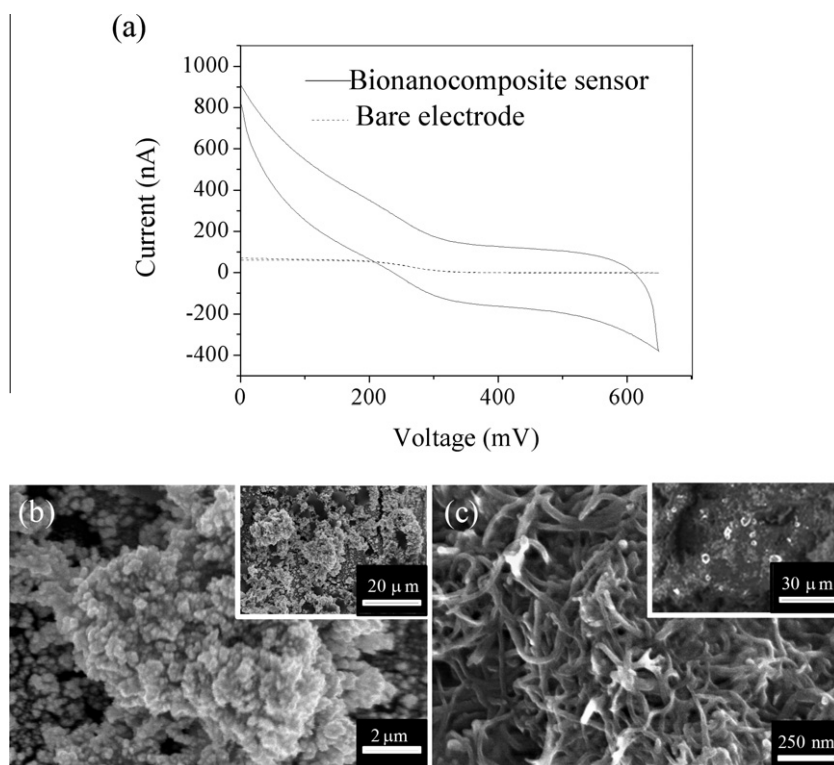 (a)
1000
800
600
400
200
0
-200
-400
Current (nA)
Bionanocomposite sensor
Bare electrode
0 200 400 600
Voltage (mV)
(b)
20 μm
2 μm
(c)
30 μm
250 nm